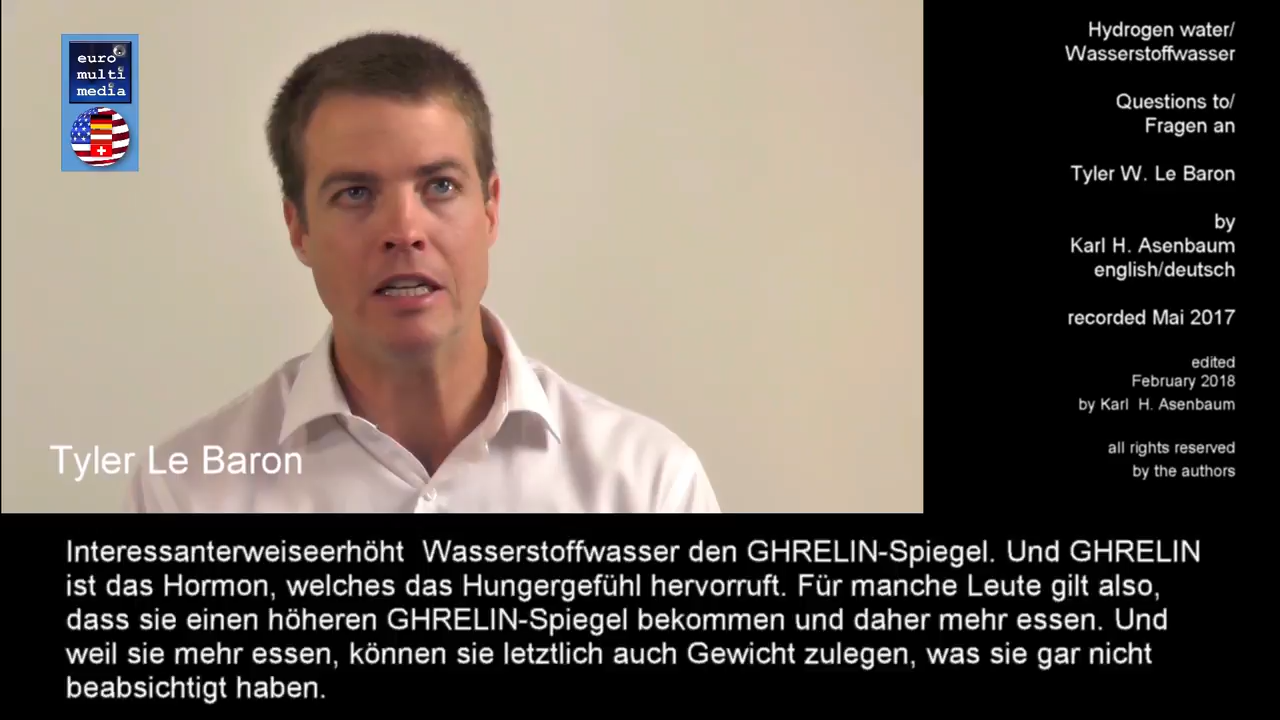 euro
multi
media
Hydrogen water/
Wasserstoffwasser
Questions to/
Fragen an
Tyler W. Le Baron
by
Karl H. Asenbaum
english/deutsch
recorded Mai 2017
edited
February 2018
by Karl H. Asenbaum
all rights reserved
by the authors
Tyler Le Baron
Interessanterweiseerhöht Wasserstoffwasser den GHRELIN-Spiegel. Und GHRELIN
ist das Hormon, welches das Hungergefühl hervorruft. Für manche Leute gilt also,
dass sie einen höheren GHRELIN-Spiegel bekommen und daher mehr essen. Und
weil sie mehr essen, können sie letztlich auch Gewicht zulegen, was sie gar nicht
beabsichtigt haben.